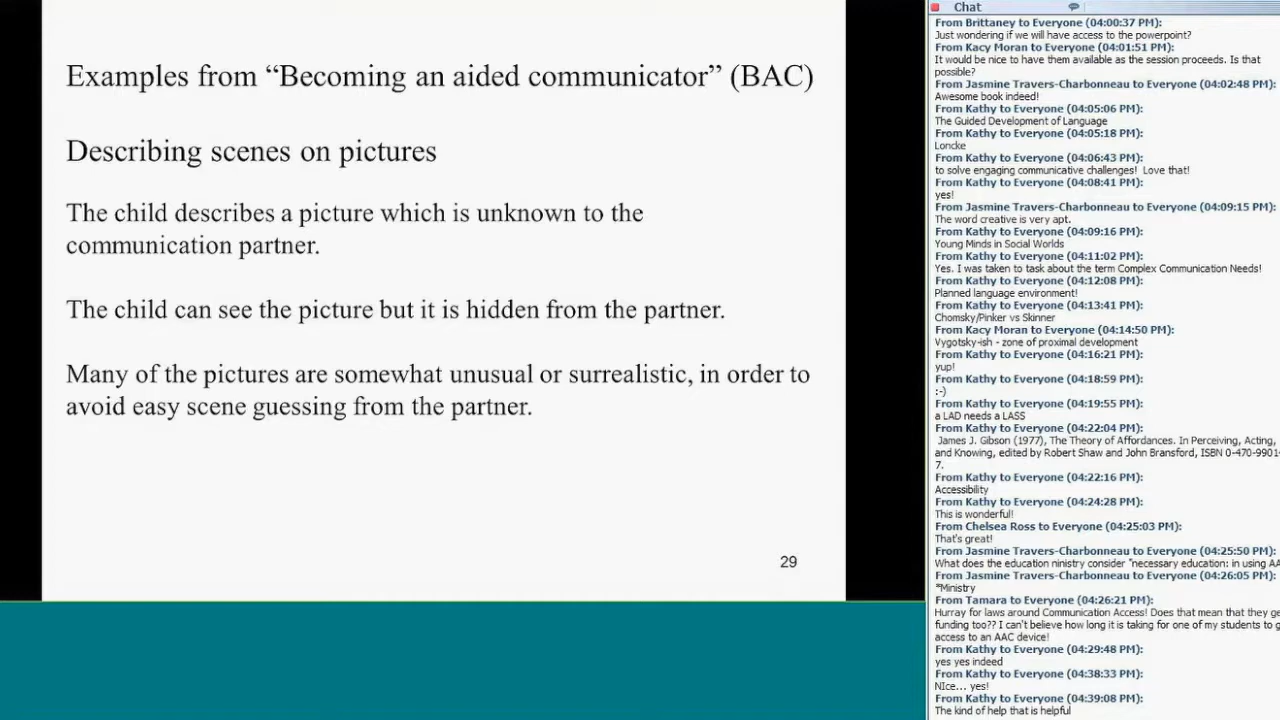 Examples from “Becoming an aided communicator” (BAC)
Describing scenes on pictures
The child describes a picture which is unknown to the
communication partner.
The child can see the picture but it is hidden from the partner.
Many of the pictures are somewhat unusual or surrealistic, in order to
avoid easy scene guessing from the partner.
29
Chat
From Brittaney to Everyone (04:00:37 PM):
Just wondering if we will have access to the powerpoint?
From Kacy Moran to Everyone (04:01:51 PM):
It would be nice to have them available as the session proceeds. Is that
possible?
From Jasmine Travers-Charbonneau to Everyone (04:02:48 PM):
Awesome book indeed!
From Kathy to Everyone (04:05:06 PM):
The Guided Development of Language
From Kathy to Everyone (04:05:18 PM):
Loncke
From Kathy to Everyone (04:06:43 PM):
to solve engaging communicative challenges!  Love that!
From Kathy to Everyone (04:08:41 PM):
yes!
From Jasmine Travers-Charbonneau to Everyone (04:09:15 PM):
The word creative is very apt.
From Kathy to Everyone (04:09:16 PM):
Young Minds in Social Worlds
From Kathy to Everyone (04:11:02 PM):
Yes. I was taken to task about the term Complex Communication Needs!
From Kathy to Everyone (04:12:08 PM):
Planned language environment!
From Kathy to Everyone (04:13:41 PM):
Chomsky/Pinker vs Skinner
From Kacy Moran to Everyone (04:14:50 PM):
Vygotsky-ish - zone of proximal development
From Kathy to Everyone (04:16:21 PM):
yup!
From Kathy to Everyone (04:18:59 PM):
:-)
From Kathy to Everyone (04:19:55 PM):
a LAD needs a LASS
From Kathy to Everyone (04:22:04 PM):
James J. Gibson (1977), The Theory of Affordances. In Perceiving, Acting,
and Knowing, edited by Robert Shaw and John Bransford, ISBN 0-470-9901-
7.
From Kathy to Everyone (04:22:16 PM):
Accessibility
From Kathy to Everyone (04:24:28 PM):
This is wonderful!
From Chelsea Ross to Everyone (04:25:03 PM):
That's great!
From Jasmine Travers-Charbonneau to Everyone (04:25:50 PM):
What does the education ninistry consider "necessary education: in using AA
From Jasmine Travers-Charbonneau to Everyone (04:26:05 PM):
*Ministry
From Tamara to Everyone (04:26:21 PM):
Hurray for laws around Communication Access! Does that mean that they ge
funding too?? I can't believe how long it is taking for one of my students to g
access to an AAC device!
From Kathy to Everyone (04:29:48 PM):
yes yes indeed
From Kathy to Everyone (04:38:33 PM):
NIce... yes!
From Kathy to Everyone (04:39:08 PM):
The kind of help that is helpful